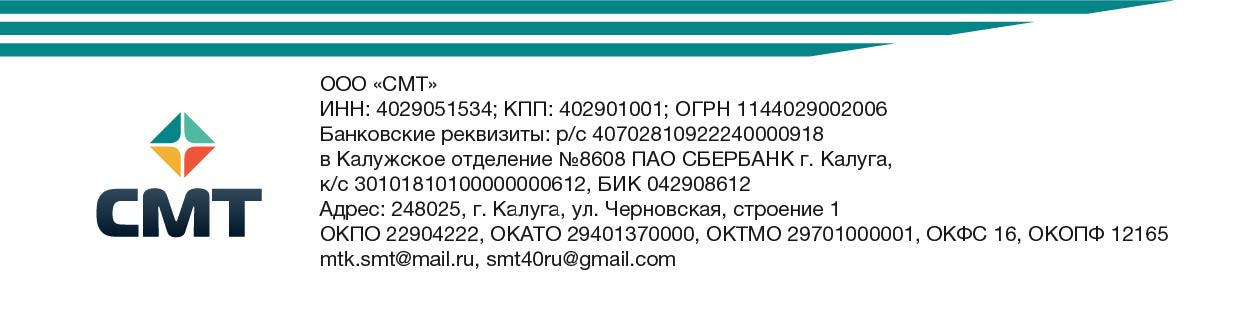 ООО «СМТ»
ИНН: 4029051534; КПП: 402901001; ОГРН 1144029002006
Банковские реквизиты: р/с 40702810922240000918
в Калужское отделение №8608 ПАО СБЕРБАНК г. Калуга,
к/с 30101810100000000612, БИК 042908612
Адрес: 248025, г. Калуга, ул. Черновская, строение 1
ОКПО 22904222, ОКАТО 29401370000, ОКТМО 29701000001, ОКФС 16, ОКОПФ 12165
mtk.smt@mail.ru, smt40ru@gmail.com
СМТ